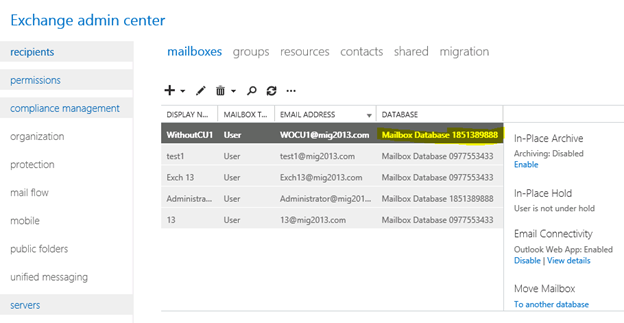 Exchange admin center
recipients
permissions
compliance management
organization
protection
mail flow
mobile
public folders
unified messaging
servers
mailboxes groups resources contacts shared migration
DISPLAY N... MAILBOX T... EMAIL ADDRESS DATABASE
WithoutCU1 User WOCU1@mig2013.com Mailbox Database 1851389888
test1 User test1@mig2013.com Mailbox Database 0977553433
Exch 13 User Exch13@mig2013.com Mailbox Database 0977553433
Administra... User Administrator@mig201... Mailbox Database 1851389888
13 User 13@mig2013.com Mailbox Database 0977553433
In-Place Archive
Archiving: Disabled
Enable
In-Place Hold
User is not under hold
Email Connectivity
Outlook Web App: Enabled
Disable | View details
Move Mailbox
To another database